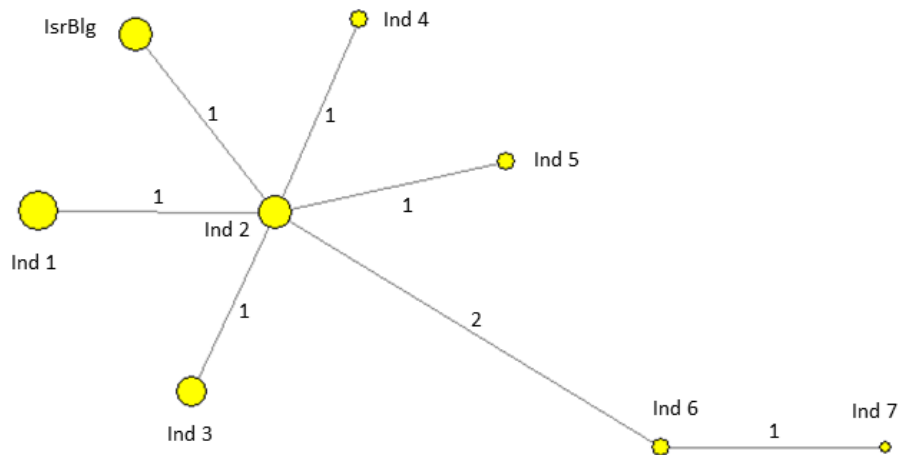 IsrBlg
Ind 4
1
1
Ind 5
1
1
Ind 2
Ind 1
1
2
Ind 3
Ind 6
Ind 7
1